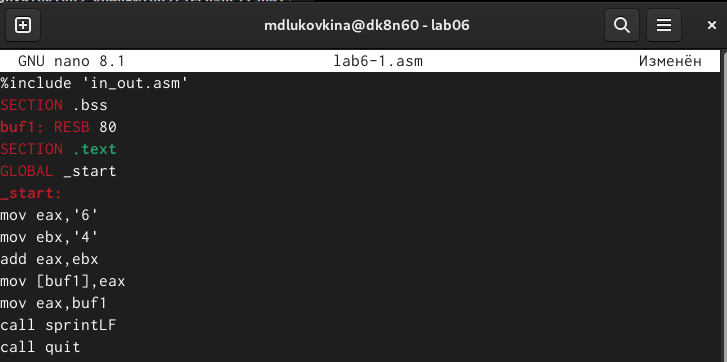 mdlukovkina@dk8n60 - lab06
GNU nano 8.1 lab6-1.asm Изменён
%include 'in_out.asm'
SECTION .bss
buf1: RESB 80
SECTION .text
GLOBAL _start
_start:
mov eax,'6'
mov ebx,'4'
add eax,ebx
mov [buf1],eax
mov eax,buf1
call sprintLF
call quit